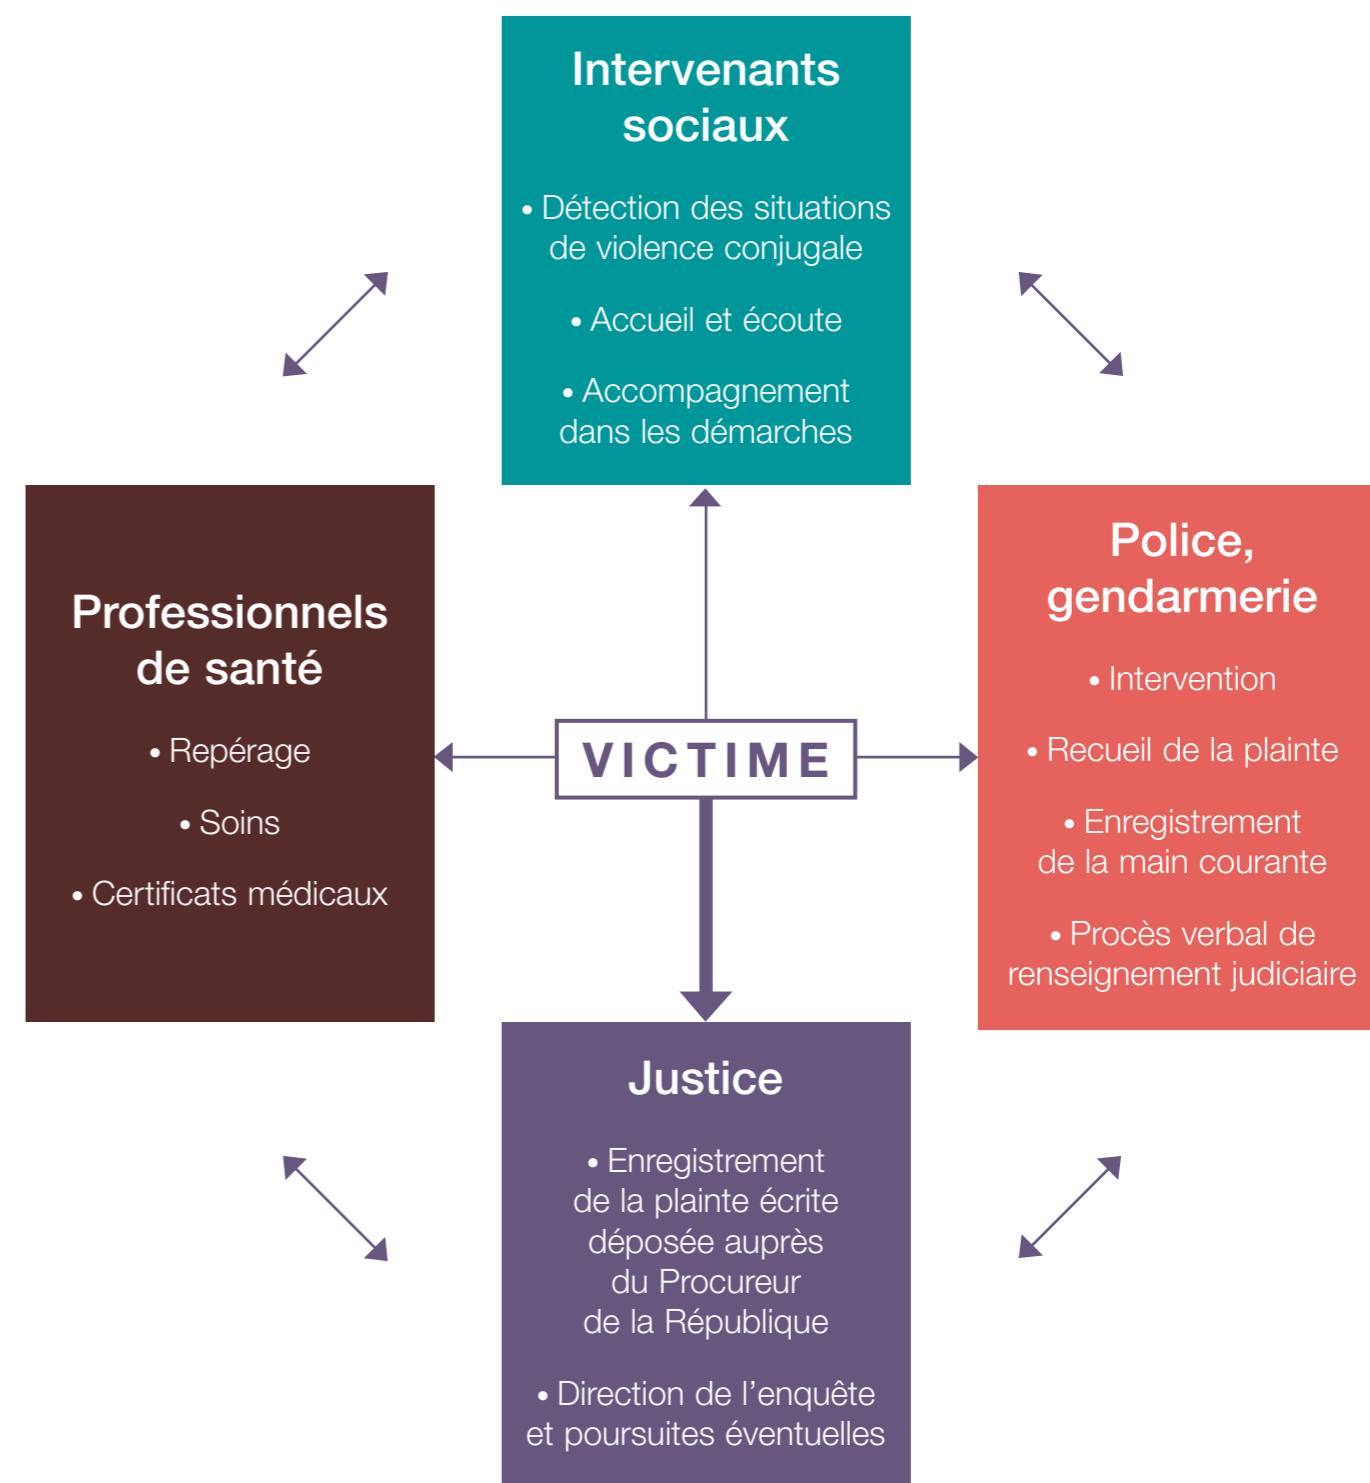 Intervenants
sociaux
• Détection des situations
de violence conjugale
• Accueil et écoute
• Accompagnement
dans les démarches
Professionnels
de santé
• Repérage
• Soins
• Certificats médicaux
VICTIME
Police,
gendarmerie
• Intervention
• Recueil de la plainte
• Enregistrement
de la main courante
• Procès verbal de
renseignement judiciaire
Justice
• Enregistrement
de la plainte écrite
déposée auprès
du Procureur
de la République
• Direction de l’enquête
et poursuites éventuelles